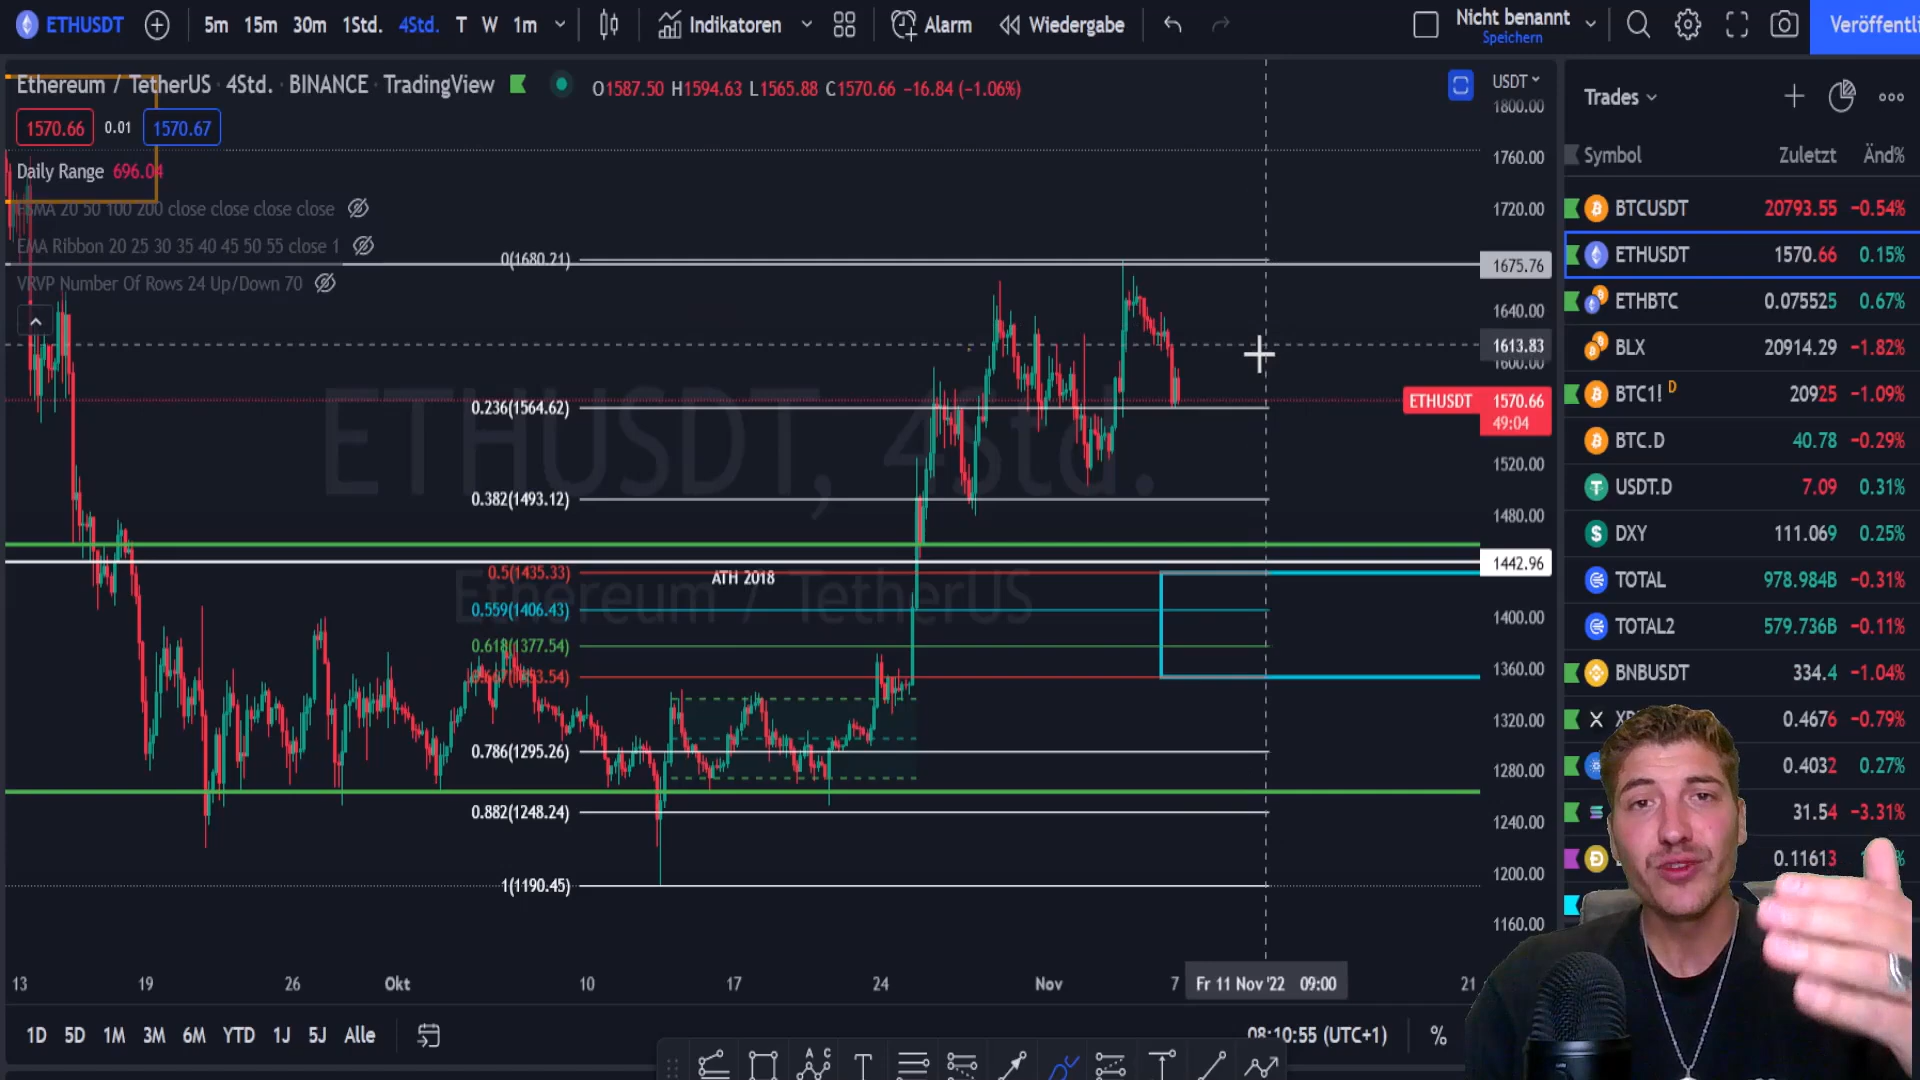 ETHUSDT 5m 15m 30m 1Std. 4Std. T W 1m Indikatoren Alarm Wiedergabe Nicht benannt Veröffentli
Speichern
Ethereum / TetherUS · 4Std. · BINANCE · TradingView O1587.50 H1594.63 L1565.88 C1570.66 −16.84 (−1.06%)
1570.66 0.01 1570.67
Daily Range 696.04
20 50 100 200 close close close close
EMA Ribbon 20 25 30 35 40 45 50 55 close 1
VRVP Number Of Rows 24 Up/Down 70
USDT
1800.00
1760.00
1720.00
1675.76
1640.00
1613.83
1600.00
ETHUSDT 1570.66
49:04
1520.00
1480.00
1442.96
1400.00
1360.00
1320.00
1280.00
1240.00
1200.00
1160.00
0(1680.21)
0.236(1564.62)
0.382(1493.12)
0.5(1435.33)
0.559(1406.43)
0.618(1377.54)
0.786(1295.26)
0.882(1248.24)
1(1190.45)
ATH 2018
ETHUSDT, 4Std.
Ethereum / TetherUS
13 19 26 Okt 10 17 24 Nov 7 Fr 11 Nov '22 09:00 21
1D 5D 1M 3M 6M YTD 1J 5J Alle 08:10:55 (UTC+1) %
Trades
Symbol Zuletzt Änd%
BTCUSDT 20793.55 −0.54%
ETHUSDT 1570.66 0.15%
ETHBTC 0.075525 0.67%
BLX 20914.29 −1.82%
BTC1! D 20925 −1.09%
BTC.D 40.78 −0.29%
USDT.D 7.09 0.31%
DXY 111.069 0.25%
TOTAL 978.984B −0.31%
TOTAL2 579.736B −0.11%
BNBUSDT 334.4 −1.04%
0.4676 −0.79%
0.4032 0.27%
31.54 −3.31%
0.11613